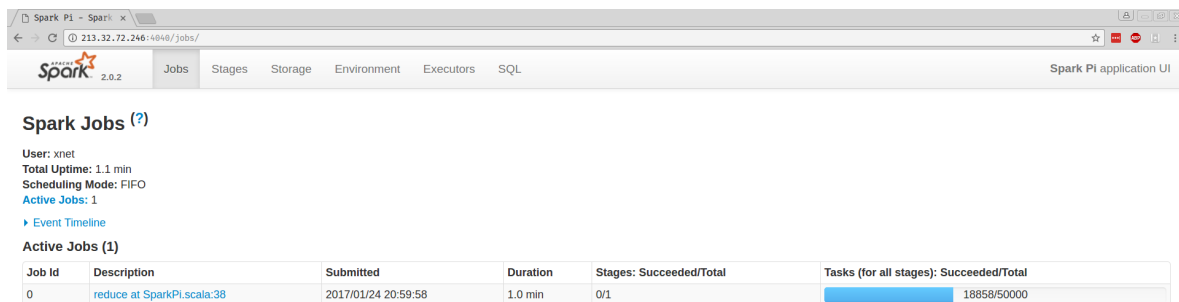 Spark Pi - Spark
213.32.72.246:4040/jobs/
APACHE Spark 2.0.2 Jobs Stages Storage Environment Executors SQL Spark Pi application UI
Spark Jobs (?)
User: xnet
Total Uptime: 1.1 min
Scheduling Mode: FIFO
Active Jobs: 1
Event Timeline
Active Jobs (1)
Job Id Description Submitted Duration Stages: Succeeded/Total Tasks (for all stages): Succeeded/Total
0 reduce at SparkPi.scala:38 2017/01/24 20:59:58 1.0 min 0/1 18858/50000